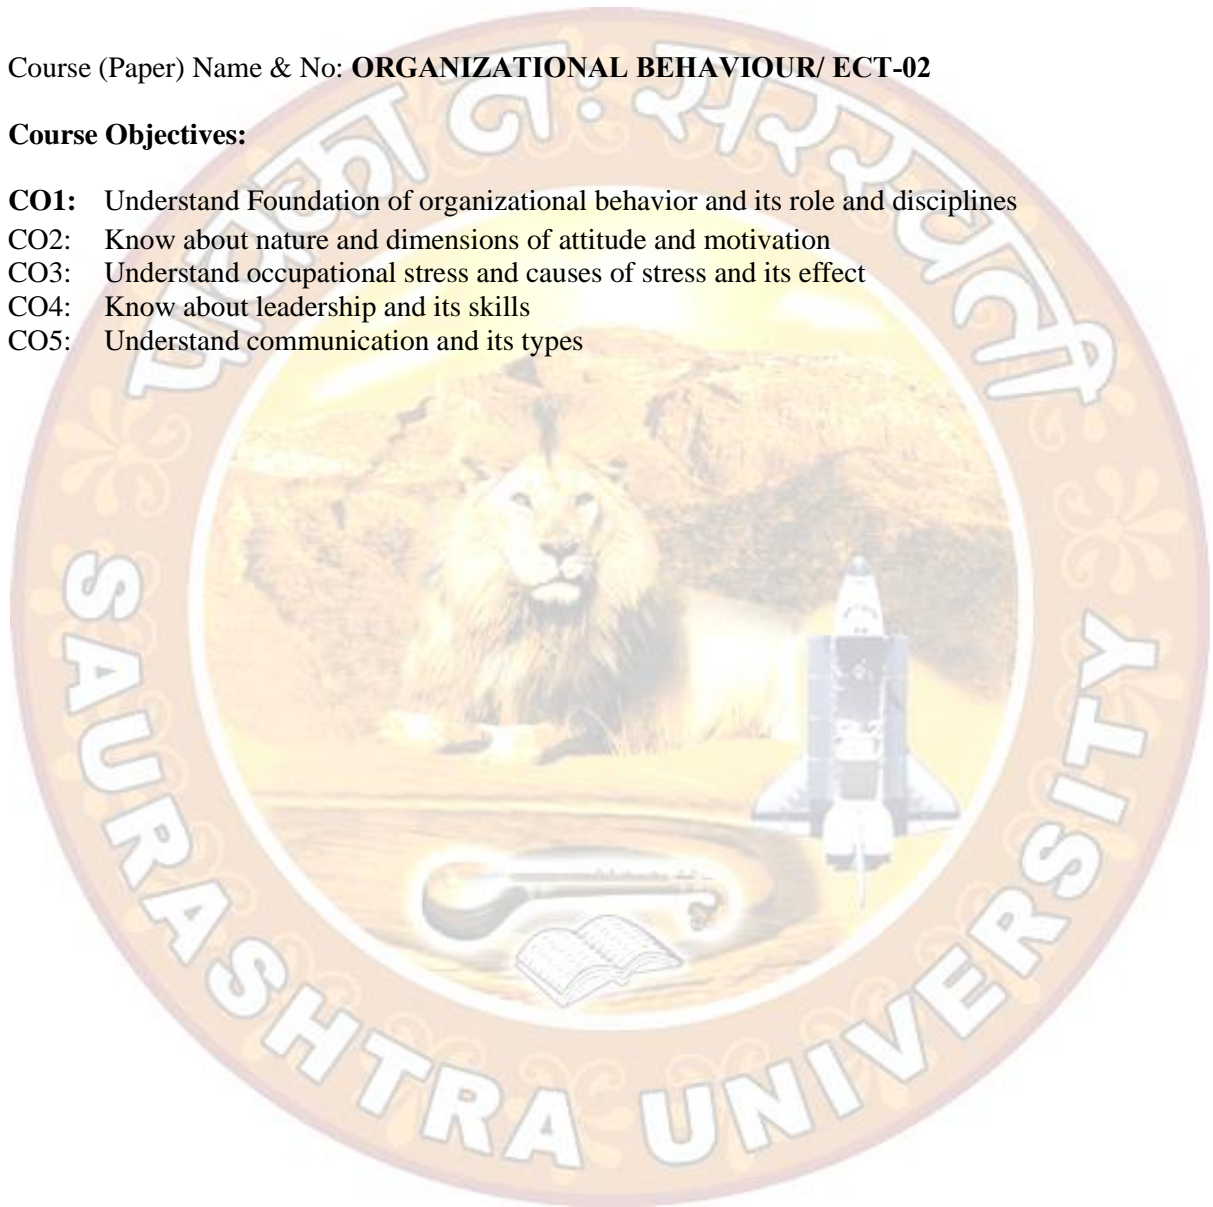 Course (Paper) Name & No: ORGANIZATIONAL BEHAVIOUR/ ECT-02
Course Objectives:
CO1: Understand Foundation of organizational behavior and its role and disciplines
CO2: Know about nature and dimensions of attitude and motivation
CO3: Understand occupational stress and causes of stress and its effect
CO4: Know about leadership and its skills
CO5: Understand communication and its types
पावका नः सरस्वती
SAURASHTRA UNIVERSITY